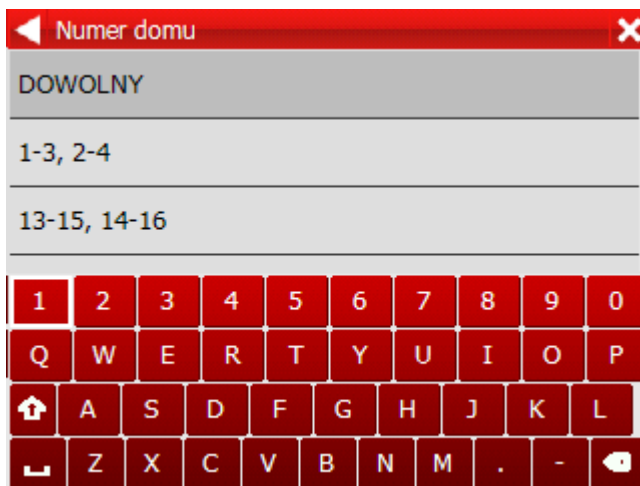 Numer domu
DOWOLNY
1-3, 2-4
13-15, 14-16
1 2 3 4 5 6 7 8 9 0
Q W E R T Y U I O P
A S D F G H J K L
Z X C V B N M . -